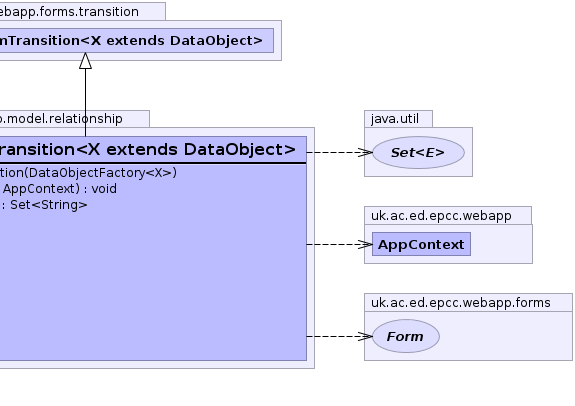 ebapp.forms.transition
mTransition<X extends DataObject>
o.model.relationship
ransition<X extends DataObject>
tion(DataObjectFactory<X>)
AppContext) : void
: Set<String>
java.util
Set<E>
uk.ac.ed.epcc.webapp
AppContext
uk.ac.ed.epcc.webapp.forms
Form